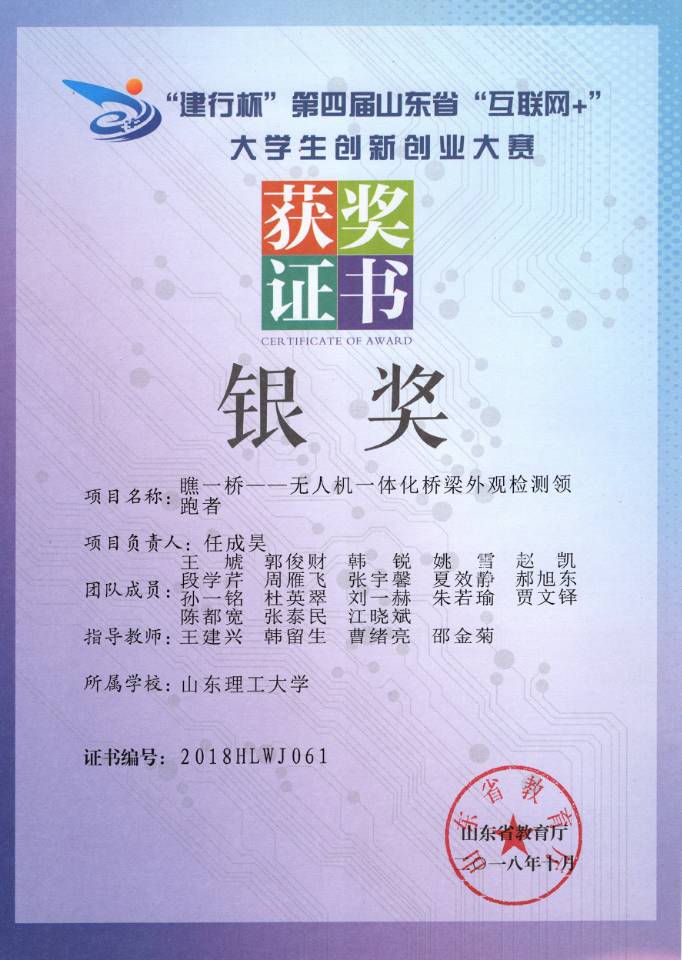 “建行杯”第四届山东省“互联网+”
大学生创新创业大赛
获奖
证书
CERTIFICATE OF AWARD
银奖
项目名称：瞧一桥——无人机一体化桥梁外观检测领
跑者
项目负责人：任成昊
王虓 郭俊财 韩锐 姚雪 赵凯
团队成员：段学芹 周雁飞 张宇馨 夏效静 郝旭东
孙一铭 杜英翠 刘一赫 朱若瑜 贾文铎
陈都宽 张泰民 江晓斌
指导教师：王建兴 韩留生 曹绪亮 邵金菊
所属学校：山东理工大学
证书编号：2018HLWJ061
山东省教育厅
山东省教育厅
二〇一八年十月